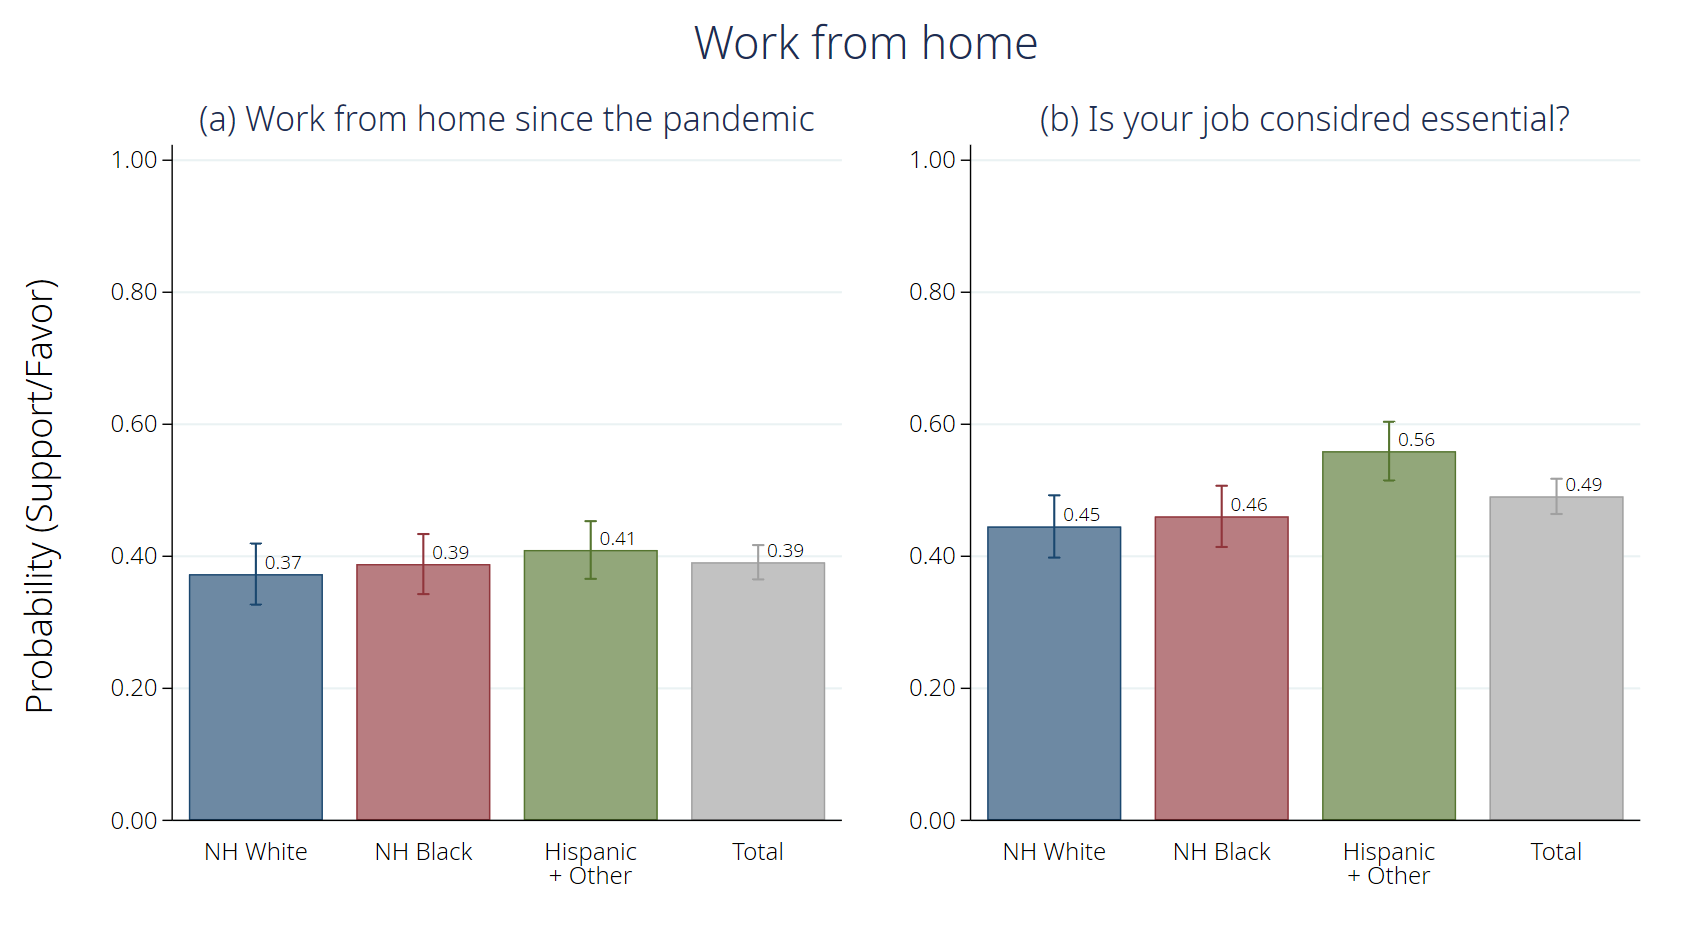 Work from home
(a) Work from home since the pandemic
Probability (Support/Favor)
1.00
0.80
0.60
0.40
0.20
0.00
0.37
0.39
0.41
0.39
NH White
NH Black
Hispanic
+ Other
Total
(b) Is your job considred essential?
1.00
0.80
0.60
0.40
0.20
0.00
0.45
0.46
0.56
0.49
NH White
NH Black
Hispanic
+ Other
Total